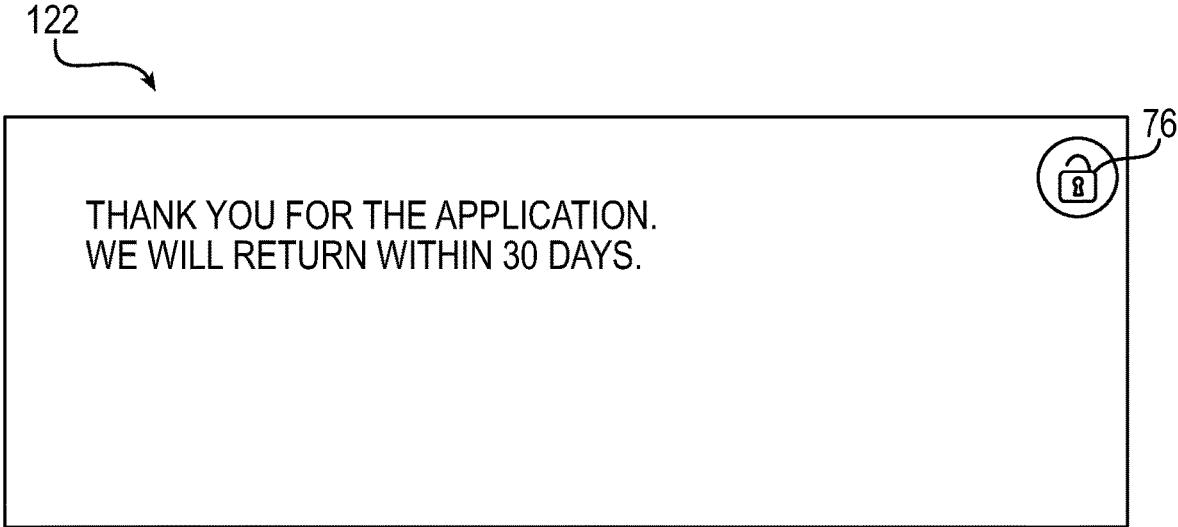 122
76
THANK YOU FOR THE APPLICATION.
WE WILL RETURN WITHIN 30 DAYS.